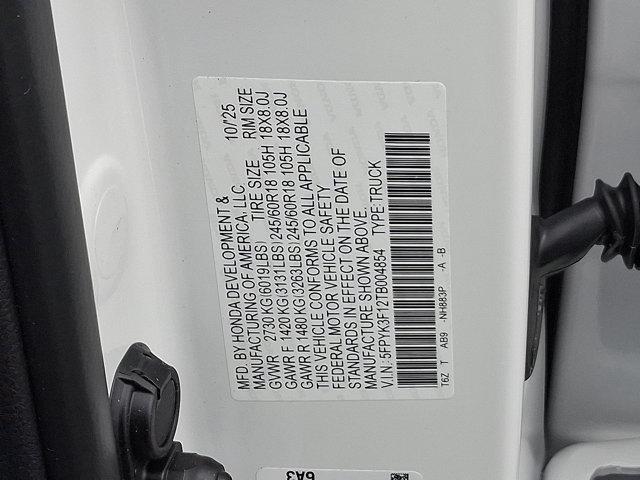 MFD. BY HONDA DEVELOPMENT &
MANUFACTURING OF AMERICA, LLC 10/'25
GVWR 2730 KG(6019LBS) TIRE SIZE RIM SIZE
GAWR F 1420 KG(3131LBS) 245/60R18 105H 18X8.0J
GAWR R 1480 KG(3263LBS) 245/60R18 105H 18X8.0J
THIS VEHICLE CONFORMS TO ALL APPLICABLE
FEDERAL MOTOR VEHICLE SAFETY
STANDARDS IN EFFECT ON THE DATE OF
MANUFACTURE SHOWN ABOVE.
V.I.N.: 5FPYK3F12TB004854 TYPE: TRUCK
T6Z T AB9 -NH883P -A -B
6A3